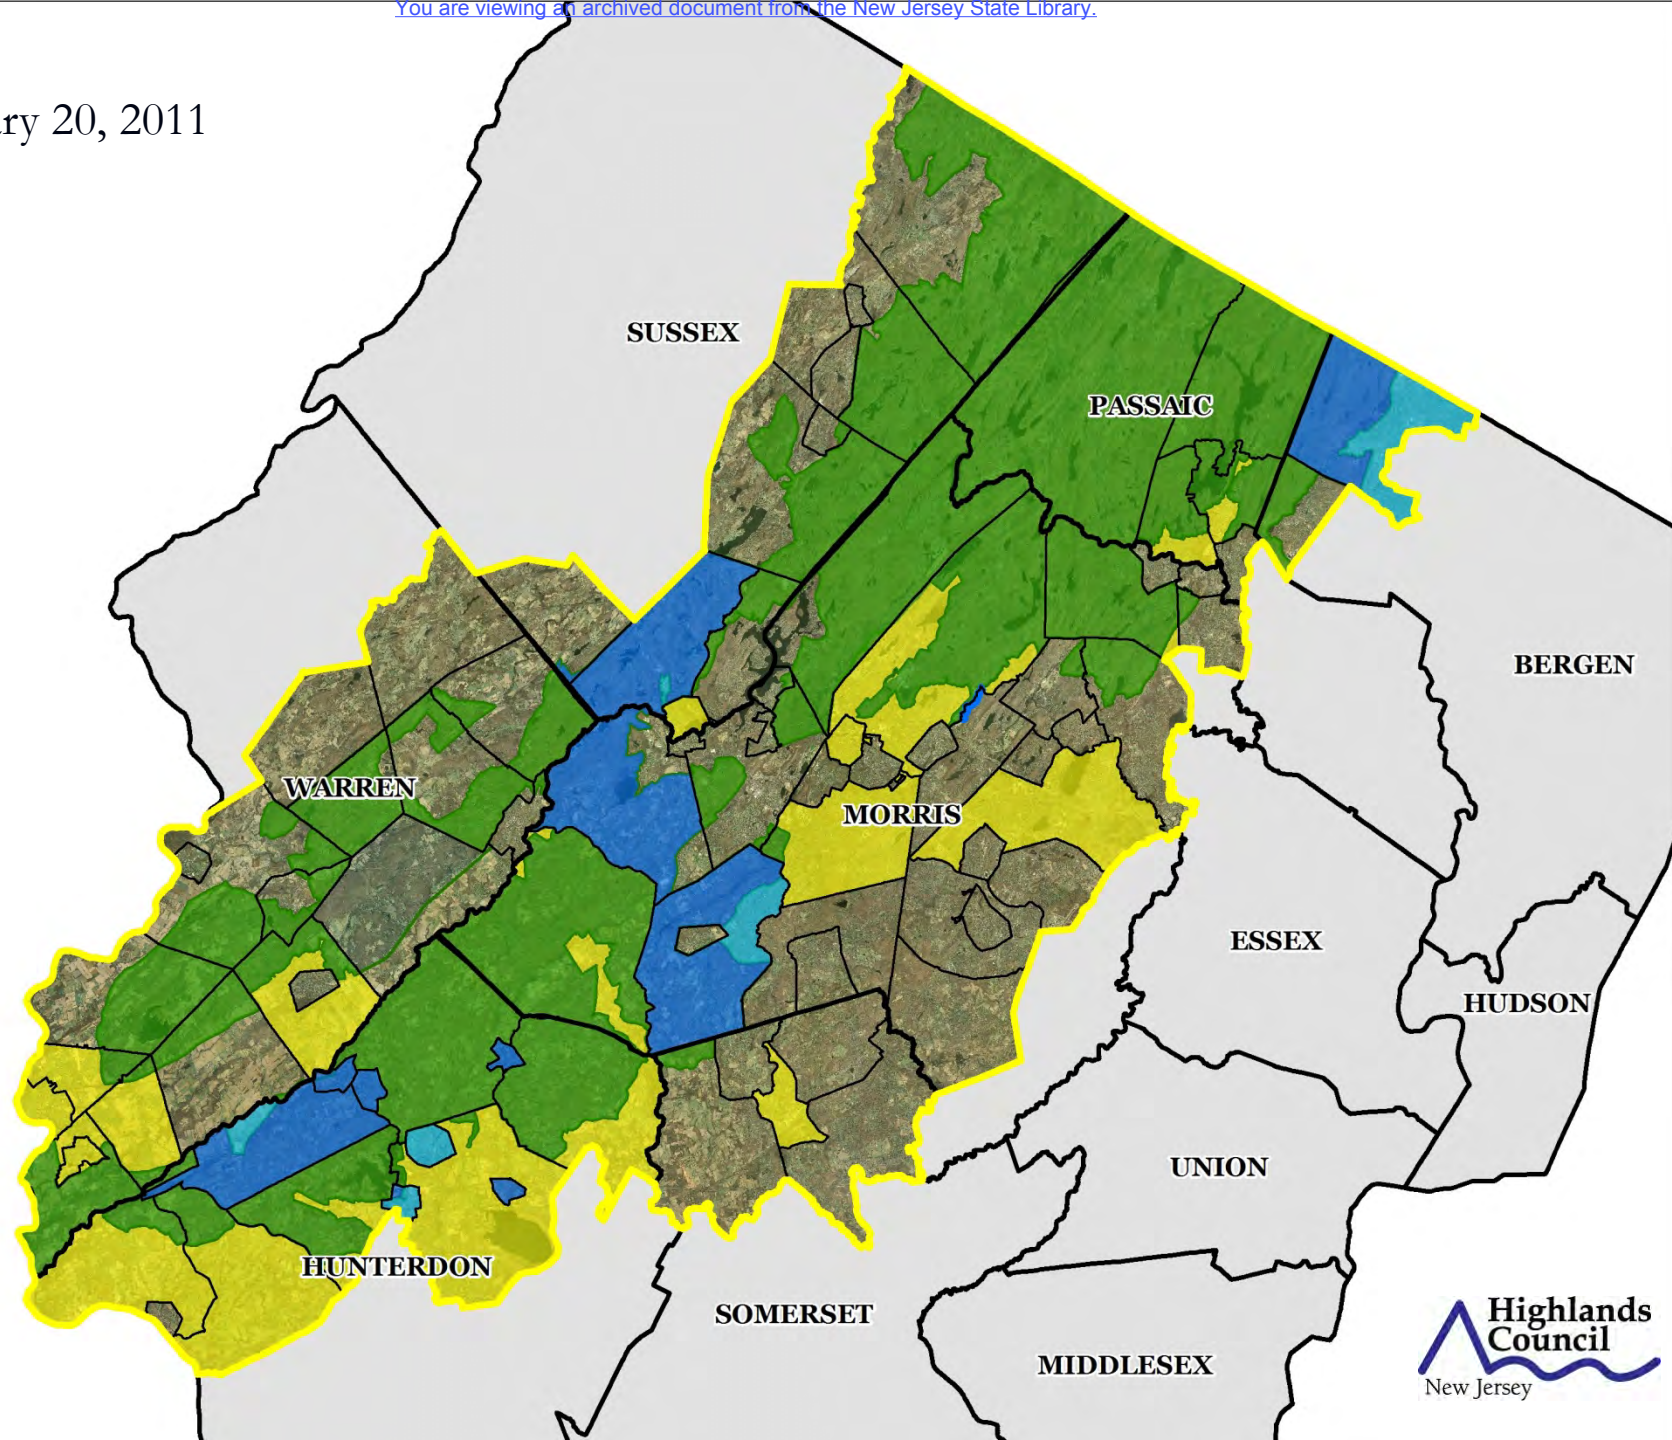 You are viewing an archived document from the New Jersey State Library.
ry 20, 2011
SUSSEX
PASSAIC
BERGEN
WARREN
MORRIS
ESSEX
HUDSON
UNION
HUNTERDON
SOMERSET
MIDDLESEX
Highlands
Council
New Jersey